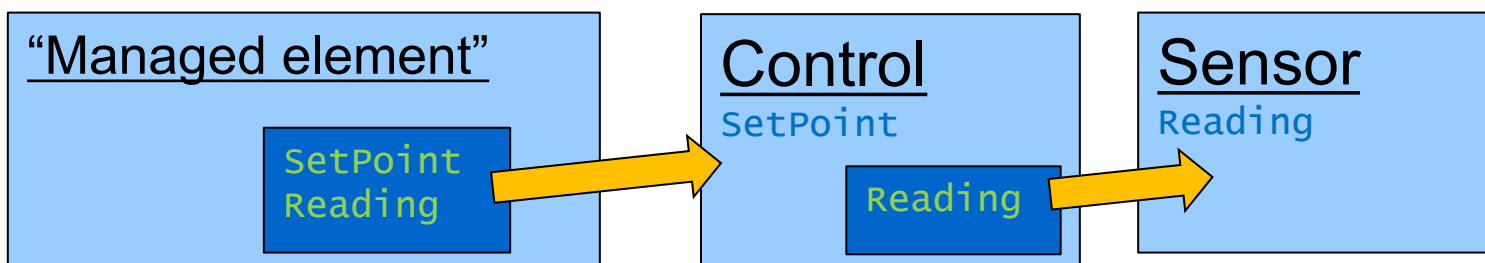 “Managed element”
SetPoint
Reading
Control
SetPoint
Reading
Sensor
Reading